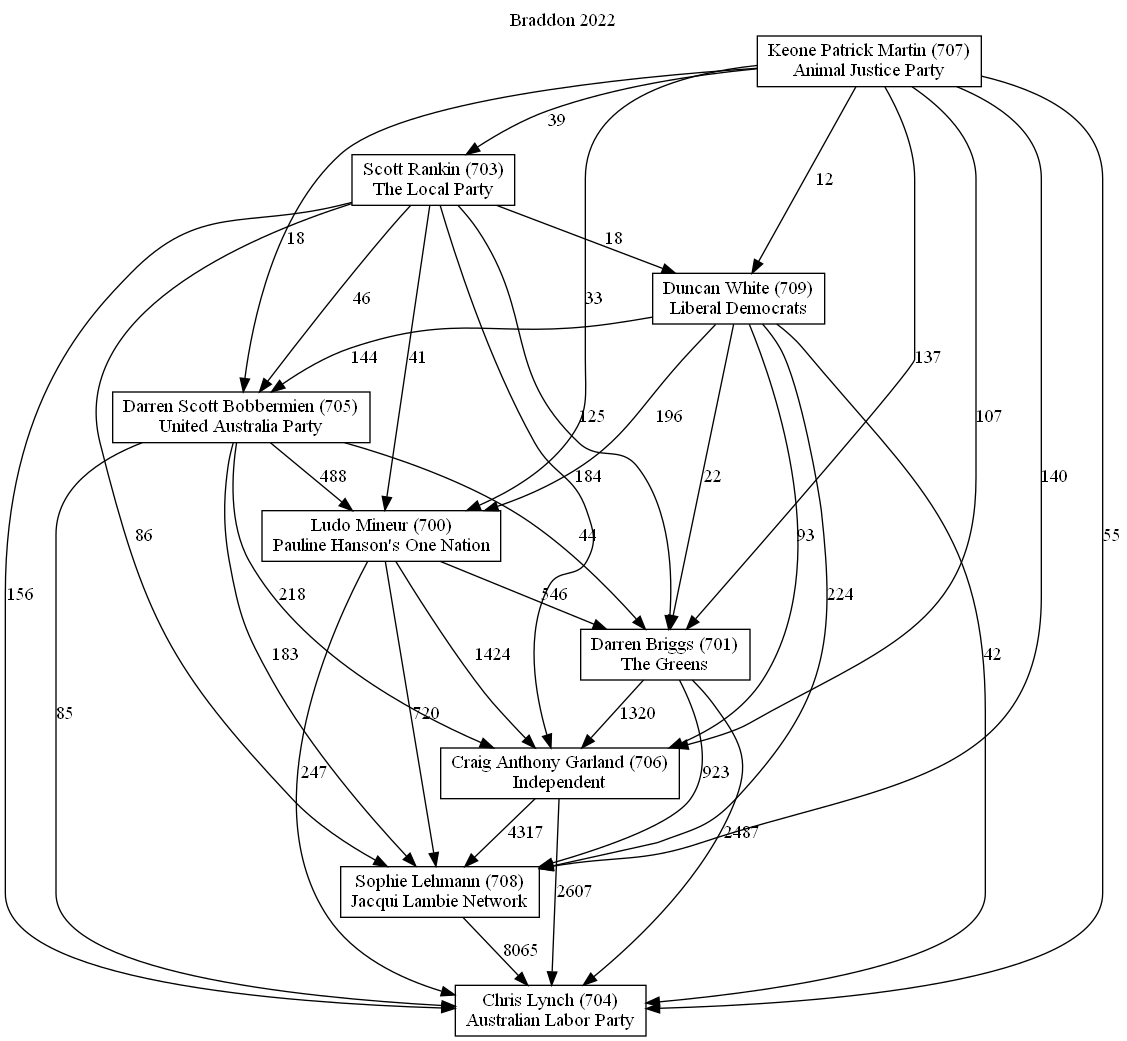 Braddon 2022
Keone Patrick Martin (707)
Animal Justice Party
39
Scott Rankin (703)
The Local Party
12
18
18
Duncan White (709)
Liberal Democrats
46
33
144
41
137
Darren Scott Bobbernien (705)
United Australia Party
125
196
107
488
184
22
140
Ludo Mineur (700)
Pauline Hanson's One Nation
86
44
93
55
156
218
546
224
Darren Briggs (701)
The Greens
183
1424
42
85
720
1320
Craig Anthony Garland (706)
Independent
247
923
4317
2487
Sophie Lehmann (708)
Jacqui Lambie Network
2607
8065
Chris Lynch (704)
Australian Labor Party